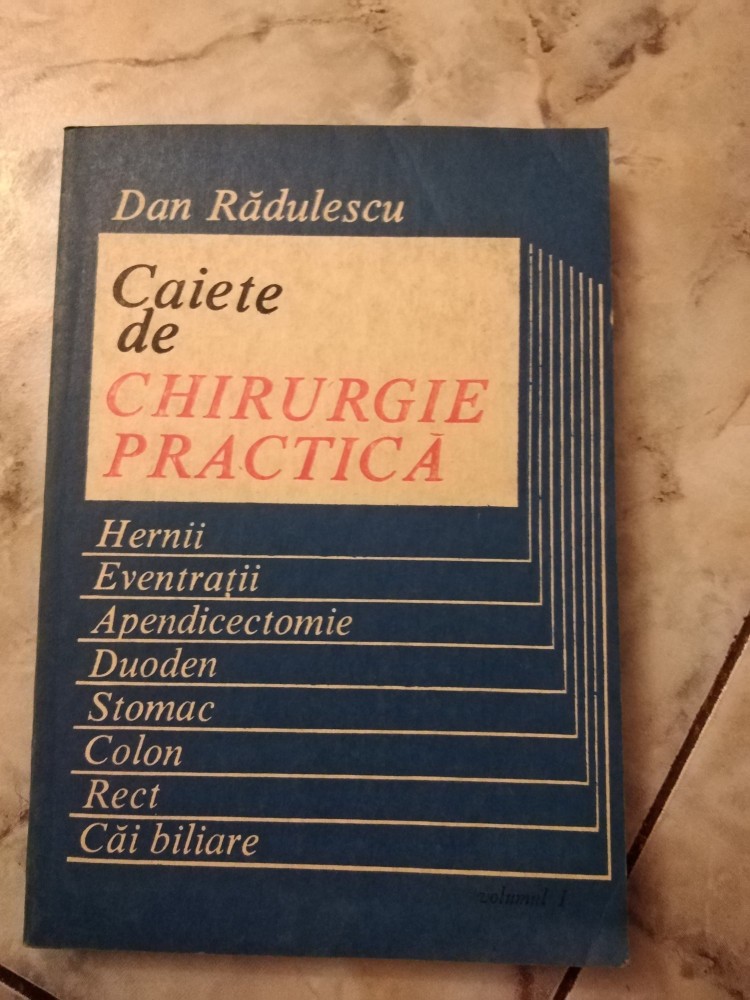 Dan Rădulescu
Caiete
de
CHIRURGIE
PRACTICĂ
Hernii
Eventrații
Apendicectomie
Duoden
Stomac
Colon
Rect
Căi biliare
volumul 1